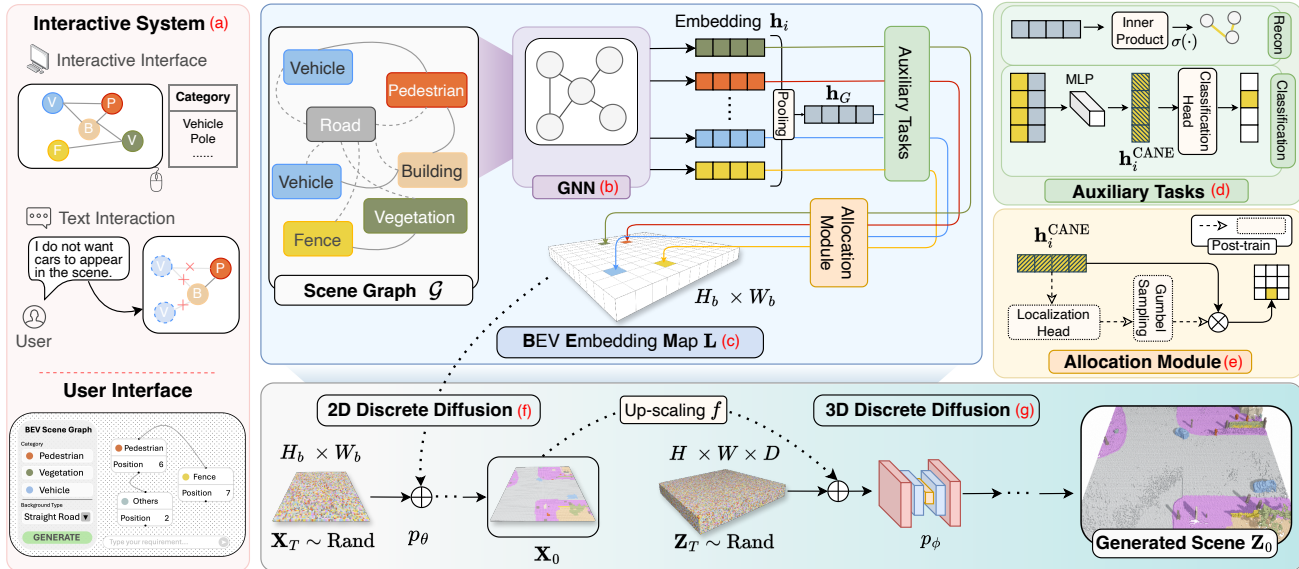 Interactive System (a)
Interactive Interface
V
P
B
F
V
Category
Vehicle
Pole
......
Text Interaction
I do not want
cars to appear
in the scene.
V
P
B
V
User
User Interface
BEV Scene Graph
Category
Pedestrian
Vegetation
Vehicle
Background Type
Straight Road
GENERATE
Pedestrian
Position 6
Fence
Position 7
Others
Position 2
Type your requirement...
Vehicle
Pedestrian
Road
Vehicle
Building
Vegetation
Fence
Scene Graph 𝒢
GNN (b)
Embedding h_i
Pooling
h_G
Auxiliary Tasks
Allocation
Module
H_b × W_b
BEV Embedding Map L (c)
Inner
Product
σ(·)
Recon
MLP
h_i^CANE
Classification
Head
Classification
Auxiliary Tasks (d)
h_i^CANE
Post-train
Localization
Head
Gumbel
Sampling
Allocation Module (e)
2D Discrete Diffusion (f)
H_b × W_b
X_T ∼ Rand
p_θ
X_0
Up-scaling f
3D Discrete Diffusion (g)
H × W × D
Z_T ∼ Rand
p_ϕ
Generated Scene Z_0